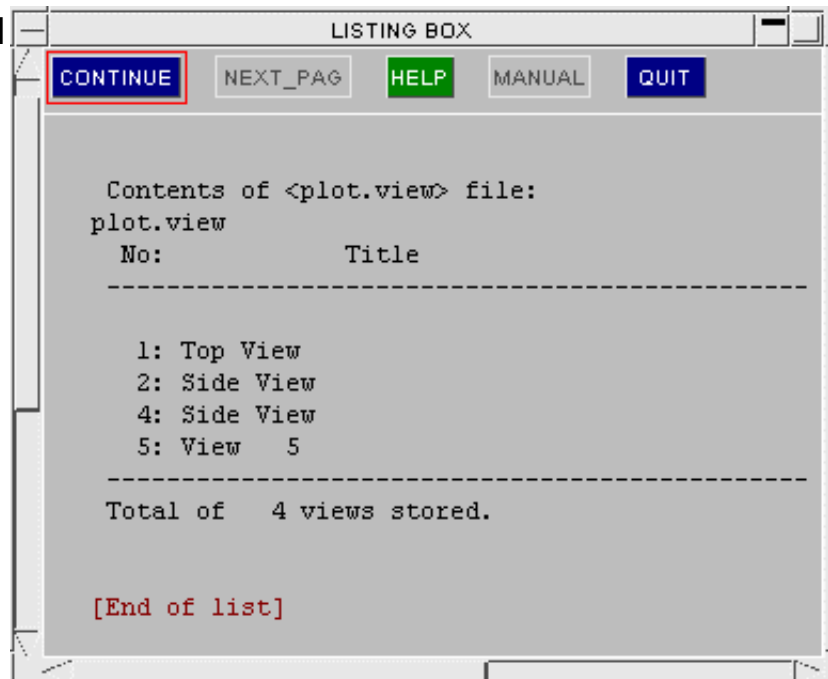 LISTING BOX
CONTINUE NEXT_PAG HELP MANUAL QUIT
Contents of <plot.view> file:
plot.view
No: Title
1: Top View
2: Side View
4: Side View
5: View 5
Total of 4 views stored.
[End of list]